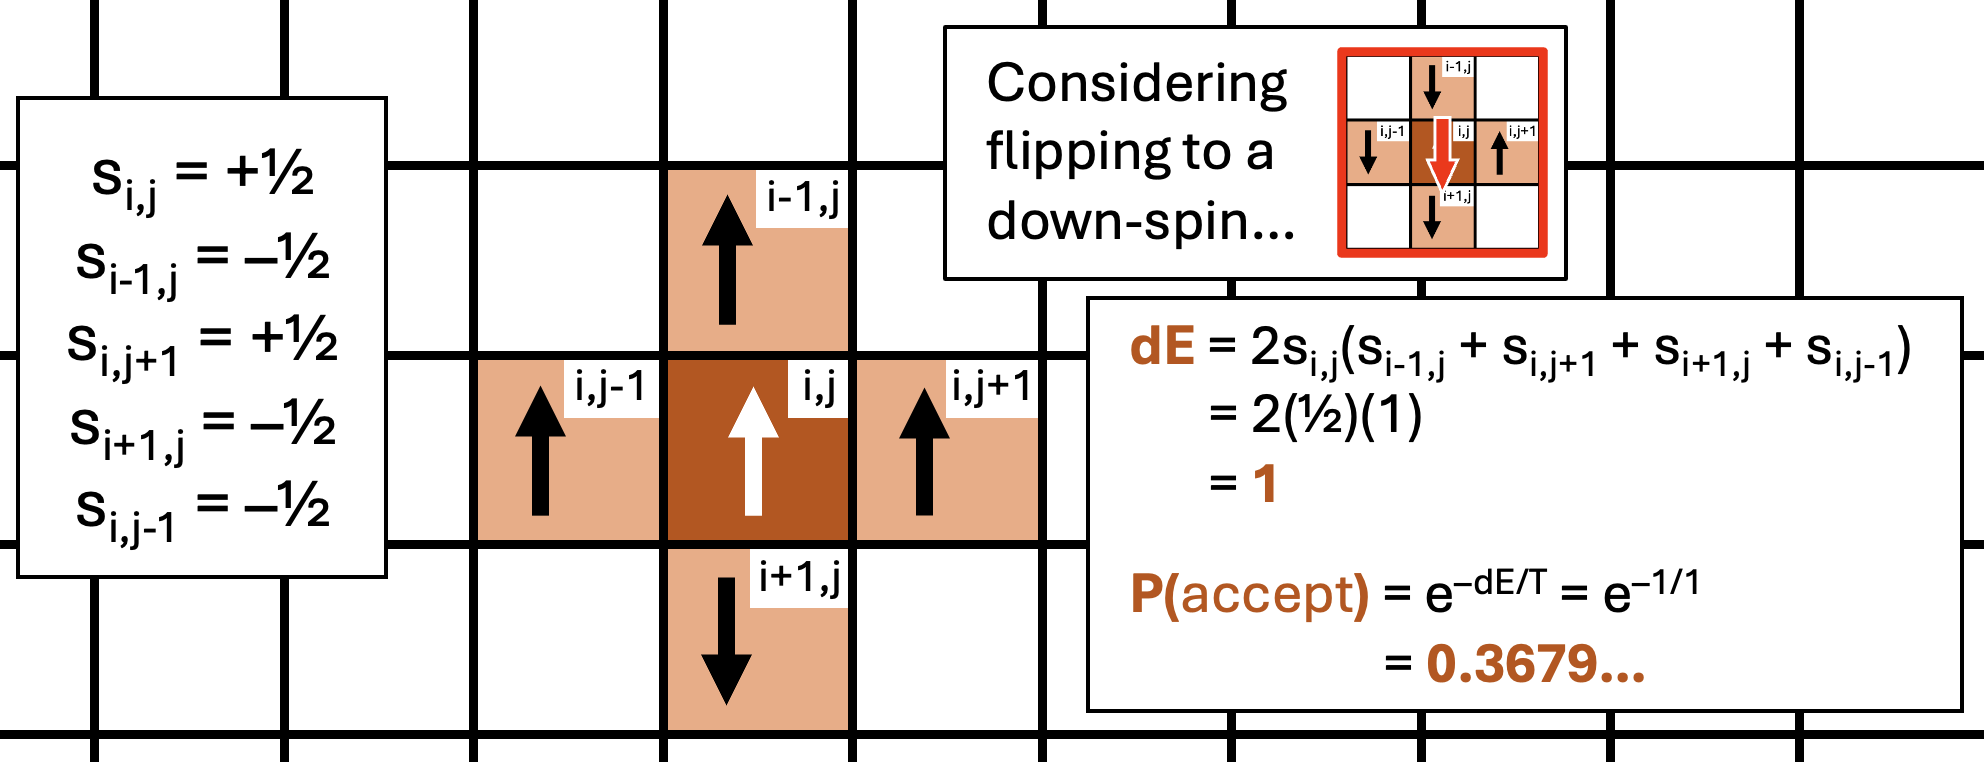 s_{i,j} = +½
s_{i-1,j} = –½
s_{i,j+1} = +½
s_{i+1,j} = –½
s_{i,j-1} = –½
i-1,j
i,j-1
i,j
i,j+1
i+1,j
Considering
flipping to a
down-spin...
i-1,j
i,j-1
i,j
i,j+1
i+1,j
dE = 2s_{i,j}(s_{i-1,j} + s_{i,j+1} + s_{i+1,j} + s_{i,j-1})
= 2(½)(1)
= 1
P(accept) = e^{–dE/T} = e^{–1/1}
= 0.3679...